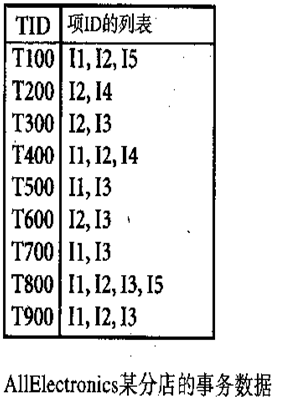 TID 项ID的列表
T100 I1, I2, I5
T200 I2, I4
T300 I2, I3
T400 I1, I2, I4
T500 I1, I3
T600 I2, I3
T700 I1, I3
T800 I1, I2, I3, I5
T900 I1, I2, I3
AllElectronics某分店的事务数据